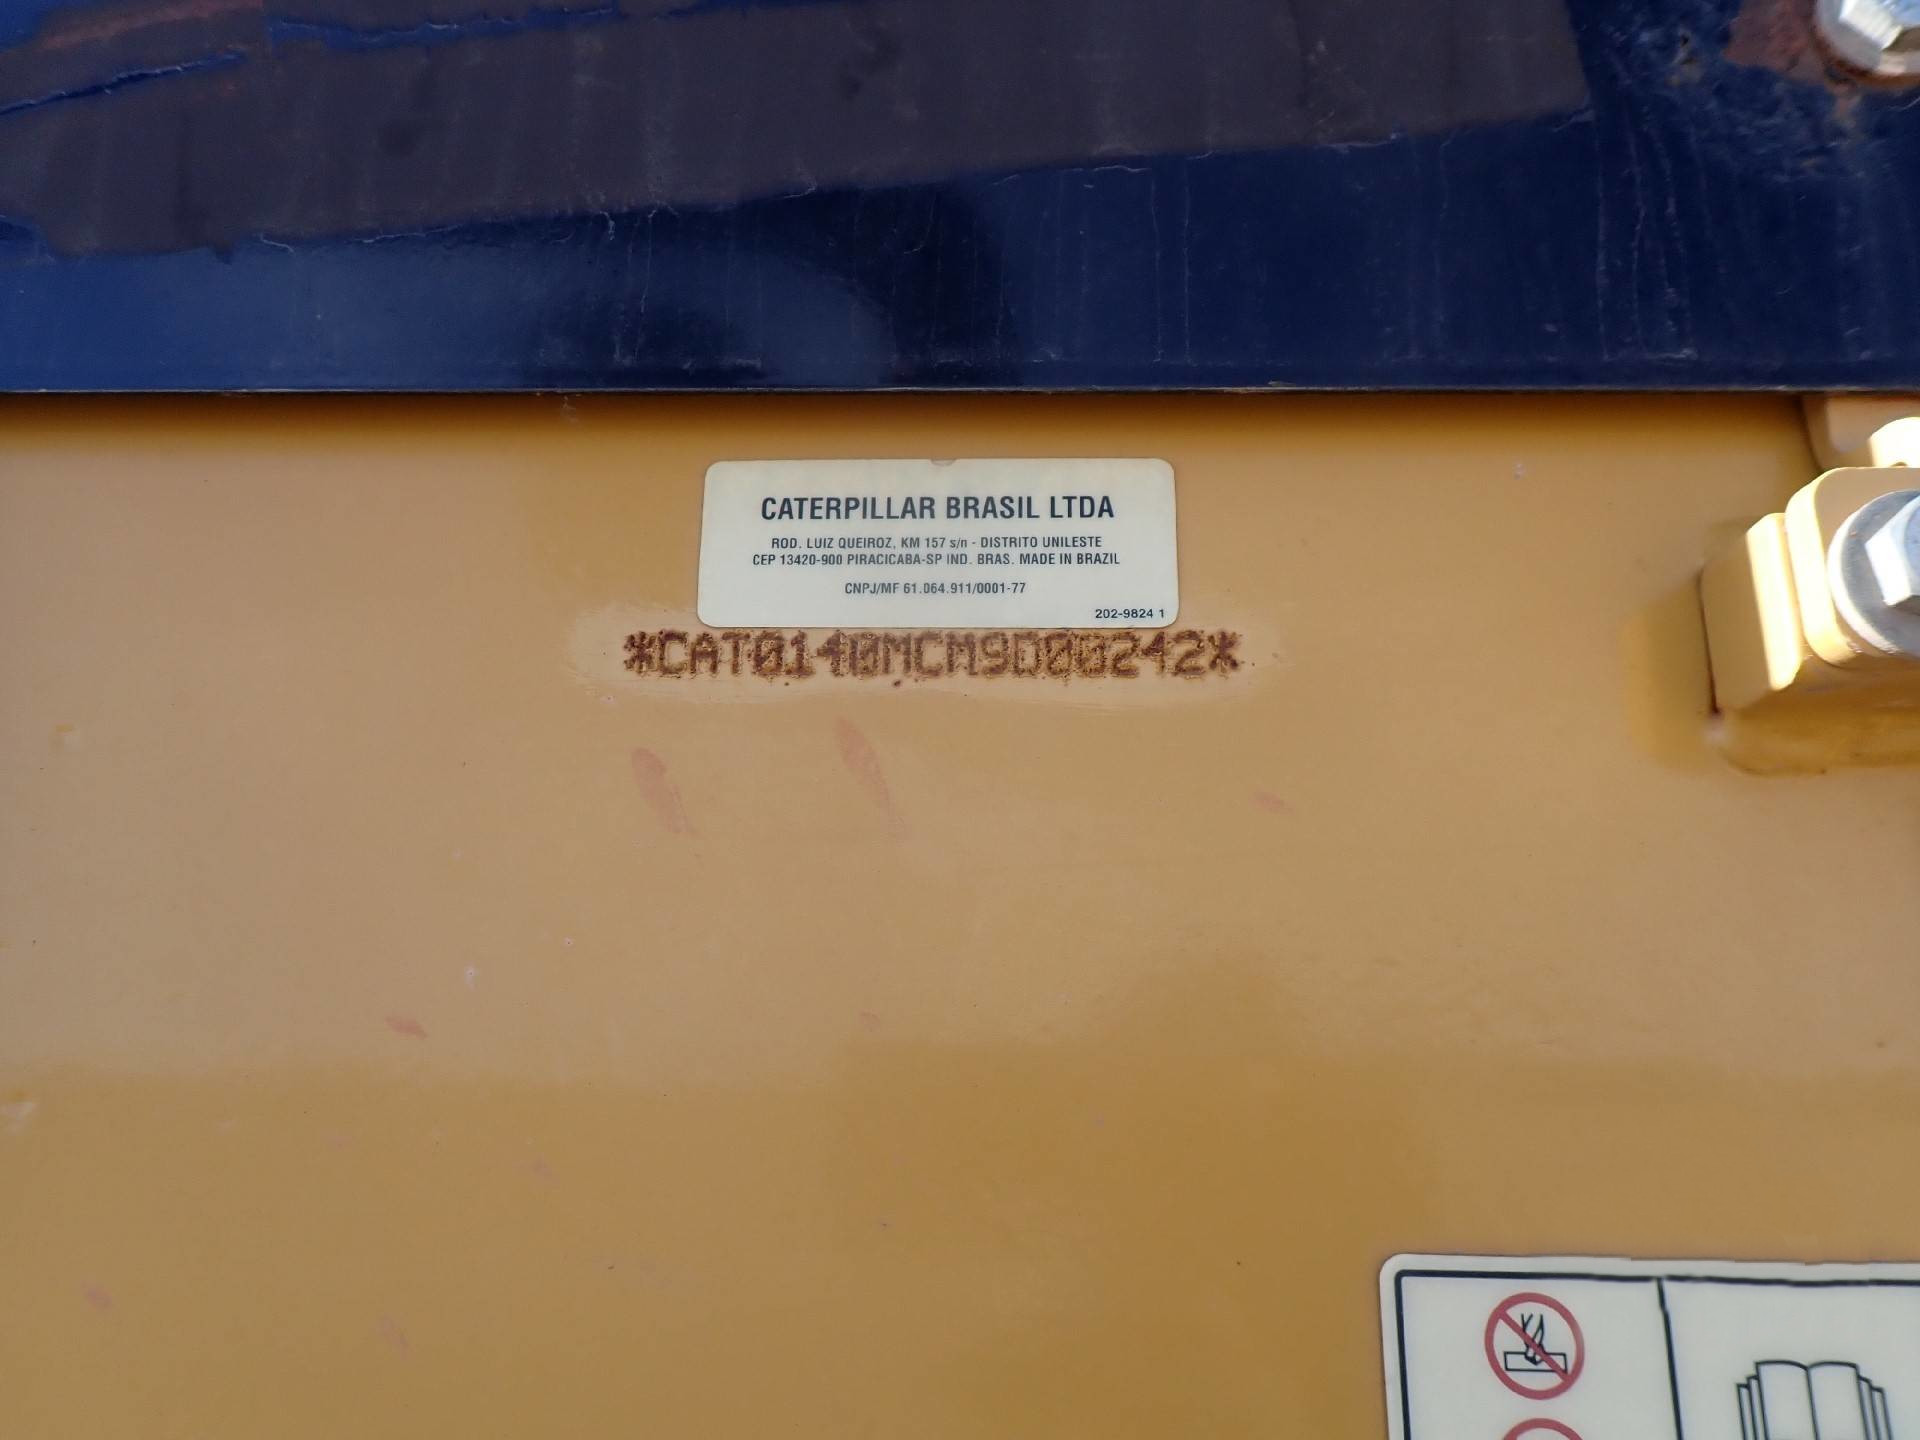 CATERPILLAR BRASIL LTDA
ROD. LUIZ QUEIROZ, KM 157 s/n - DISTRITO UNILESTE
CEP 13420-900 PIRACICABA-SP IND. BRAS. MADE IN BRAZIL
CNPJ/MF 61.064.911/0001-77
202-9824 1
*CAT0140MCM9D00242*